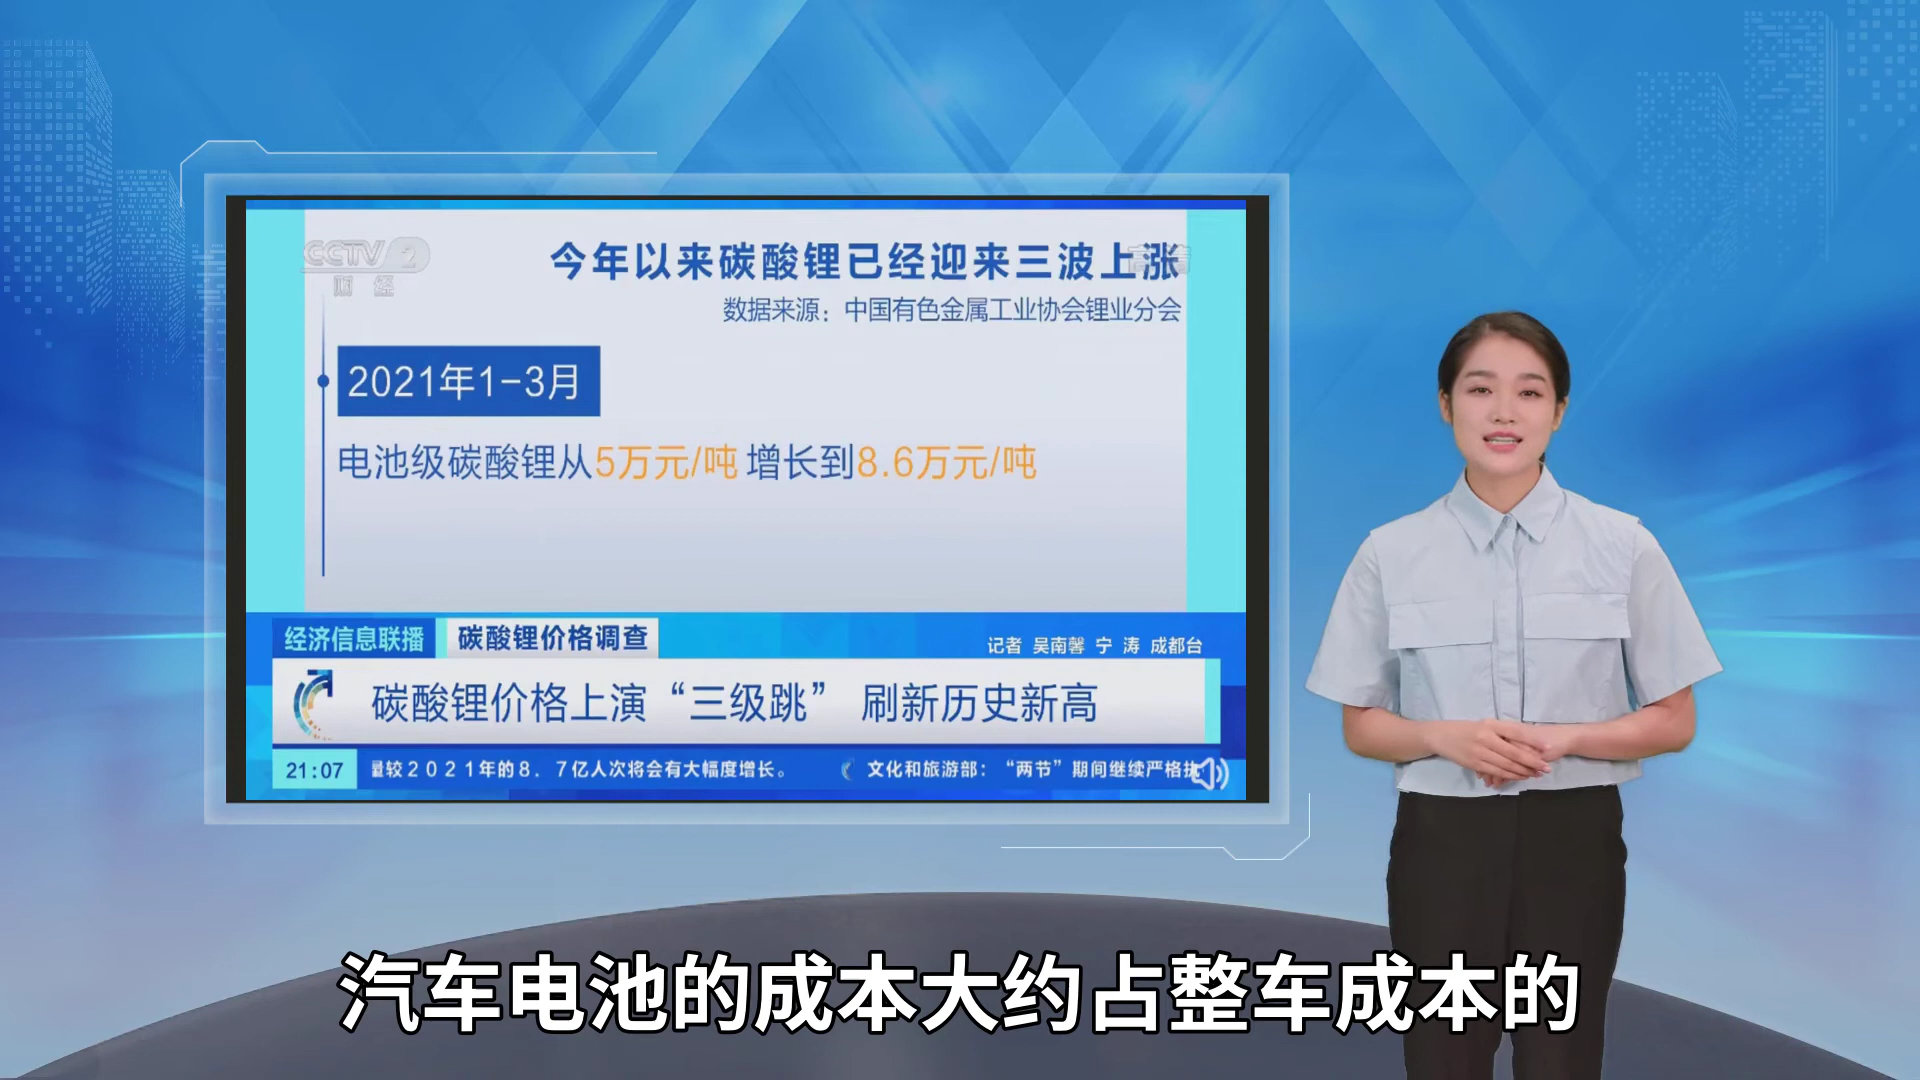 CCTV 2
财经
今年以来碳酸锂已经迎来三波上涨
数据来源：中国有色金属工业协会锂业分会
2021年1-3月
电池级碳酸锂从5万元/吨 增长到8.6万元/吨
经济信息联播 碳酸锂价格调查
记者 吴南馨 宁 涛 成都台
碳酸锂价格上演“三级跳” 刷新历史新高
21:07 量较２０２１年的８．７亿人次将会有大幅度增长。 文化和旅游部：“两节”期间继续严格执
汽车电池的成本大约占整车成本的